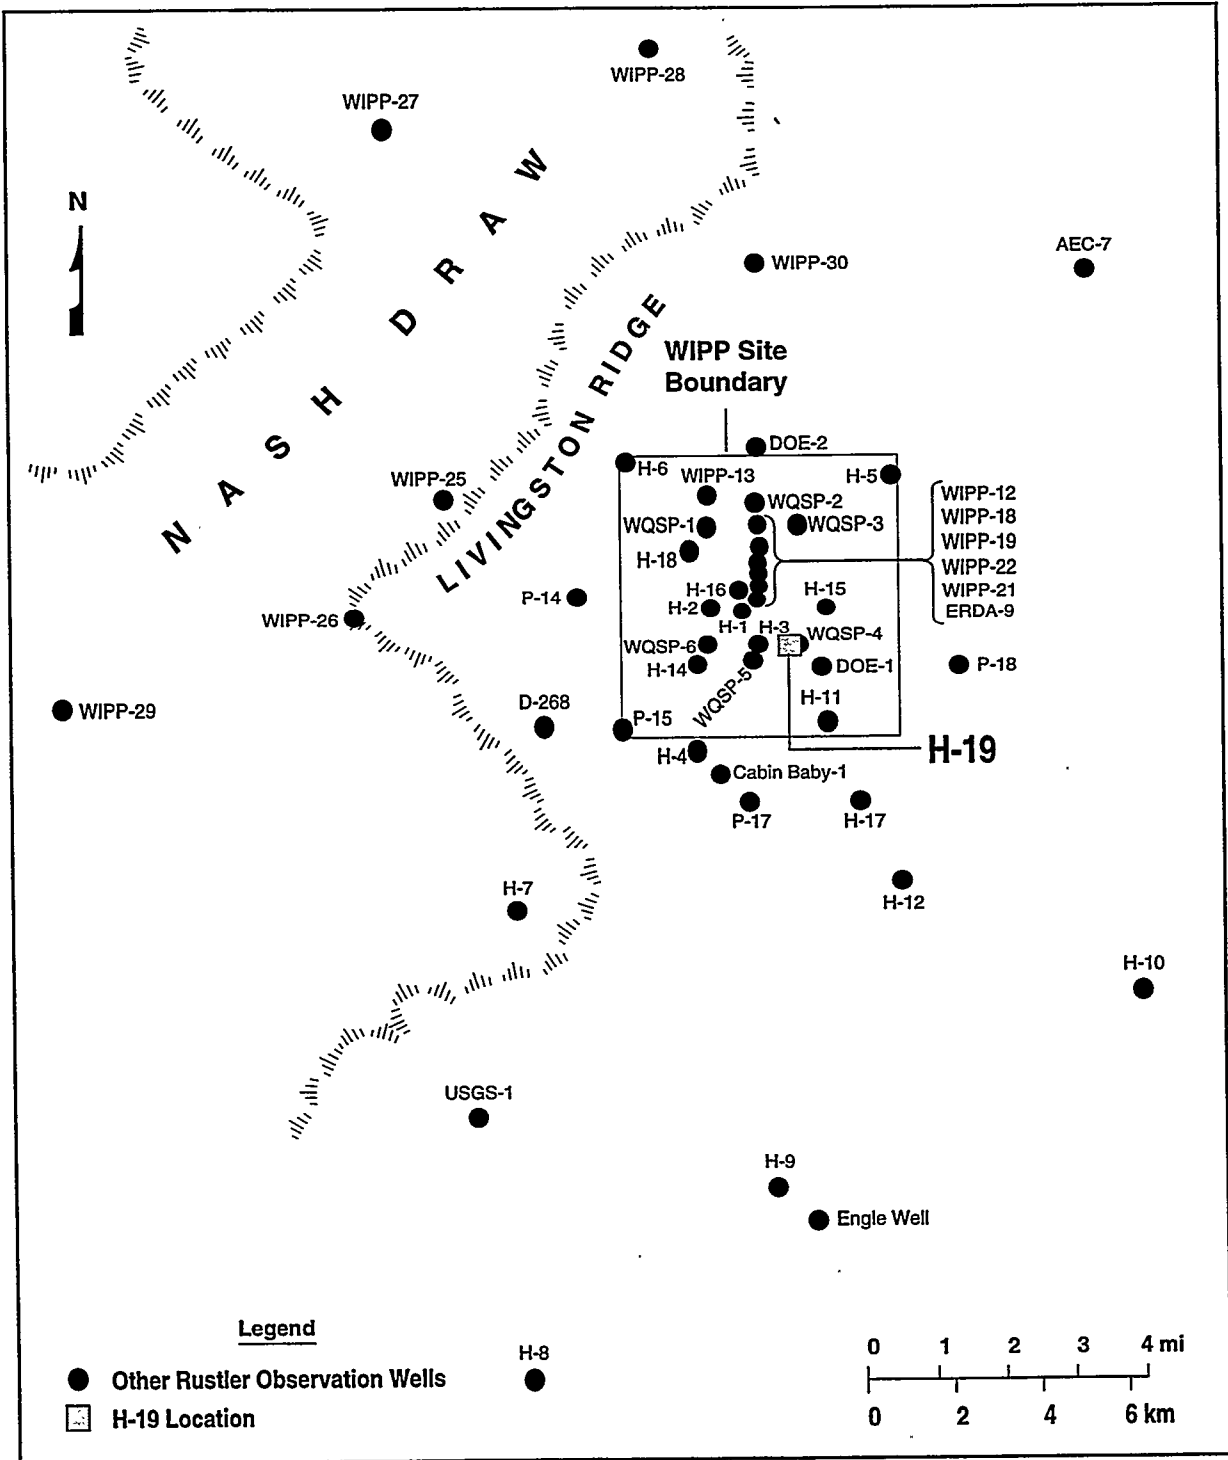 WIPP-28
WIPP-27
N
AEC-7
WIPP-30
NASH DRAW
LIVINGSTON RIDGE
WIPP Site
Boundary
DOE-2
H-6
H-5
WIPP-13
WIPP-25
WQSP-2
WIPP-12
WQSP-1
WQSP-3
WIPP-18
WIPP-19
H-18
WIPP-22
H-16
H-15
WIPP-21
P-14
H-2
ERDA-9
WIPP-26
H-1
H-3
WQSP-4
WQSP-6
H-14
DOE-1
P-18
WQSP-5
H-11
WIPP-29
D-268
P-15
H-4
H-19
Cabin Baby-1
P-17
H-17
H-7
H-12
H-10
USGS-1
H-9
Engle Well
Legend
Other Rustler Observation Wells
H-19 Location
H-8
0 1 2 3 4 mi
0 2 4 6 km